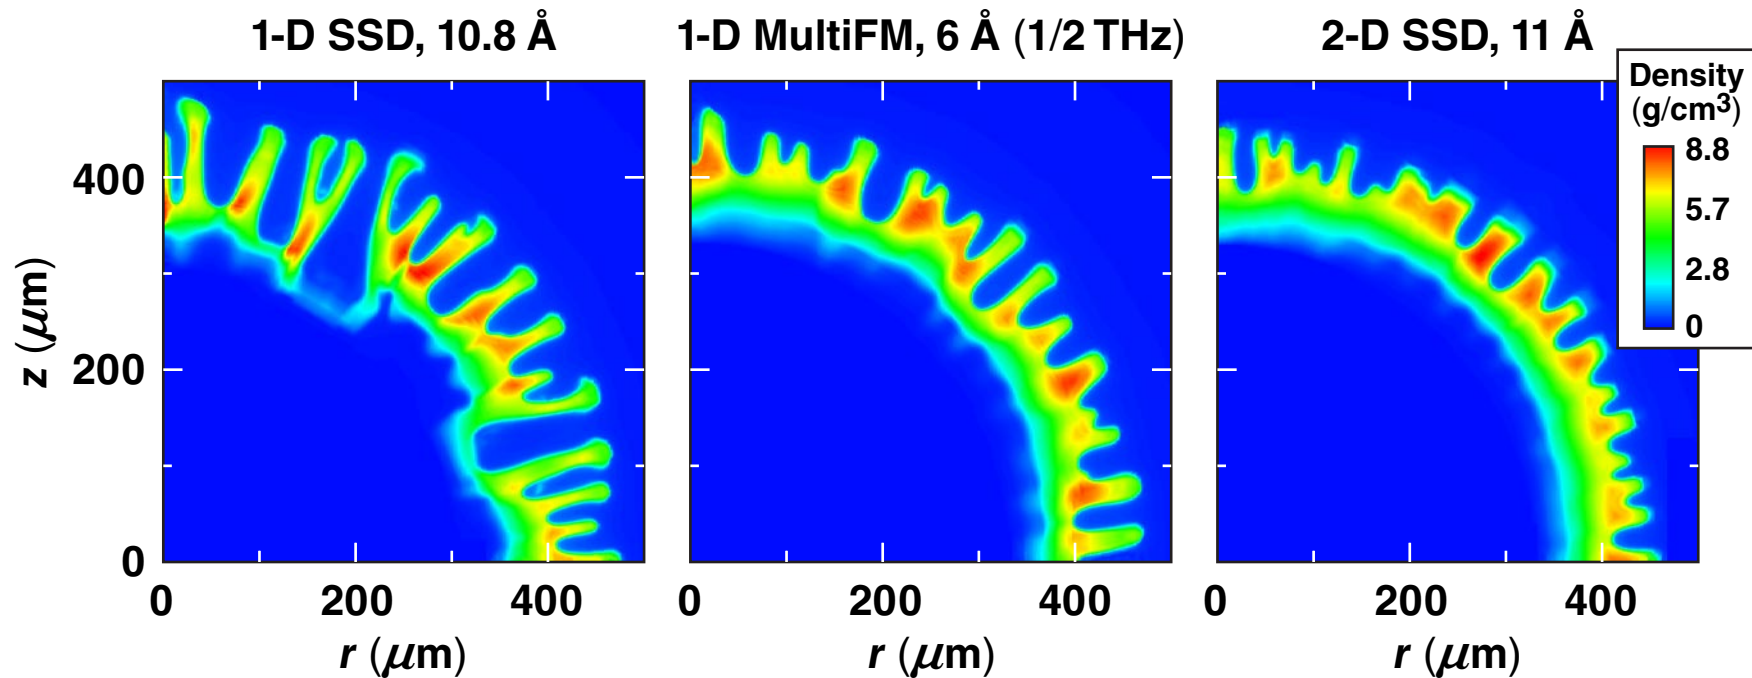 1-D SSD, 10.8 Å
1-D MultiFM, 6 Å (1/2 THz)
2-D SSD, 11 Å
Density
(g/cm³)
8.8
5.7
2.8
0
z (μm)
400
200
0
0 200 400
0 200 400
0 200 400
r (μm)
r (μm)
r (μm)